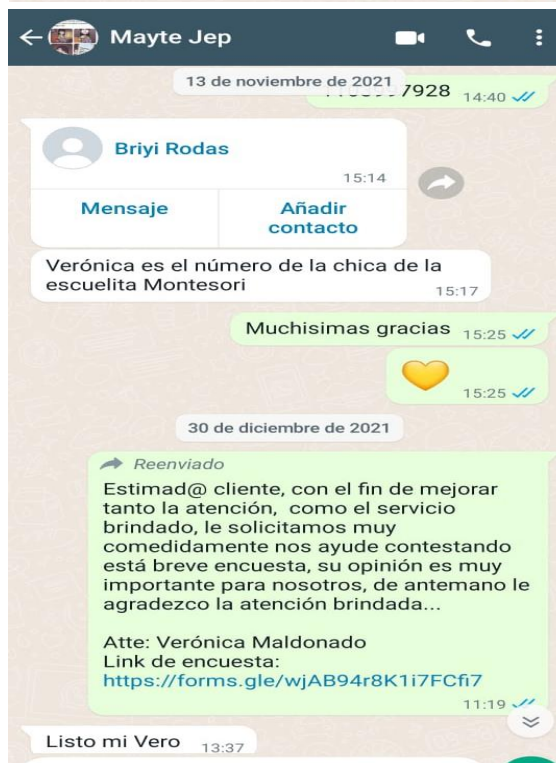 Mayte Jep
13 de noviembre de 2021
7928 14:40
Briyi Rodas
15:14
Mensaje Añadir
contacto
Verónica es el número de la chica de la
escuelita Montesori 15:17
Muchisimas gracias 15:25
15:25
30 de diciembre de 2021
Reenviado
Estimad@ cliente, con el fin de mejorar
tanto la atención, como el servicio
brindado, le solicitamos muy
comedidamente nos ayude contestando
está breve encuesta, su opinión es muy
importante para nosotros, de antemano le
agradezco la atención brindada...
Atte: Verónica Maldonado
Link de encuesta:
https://forms.gle/wjAB94r8K1i7FCfi7
11:19
Listo mi Vero 13:37